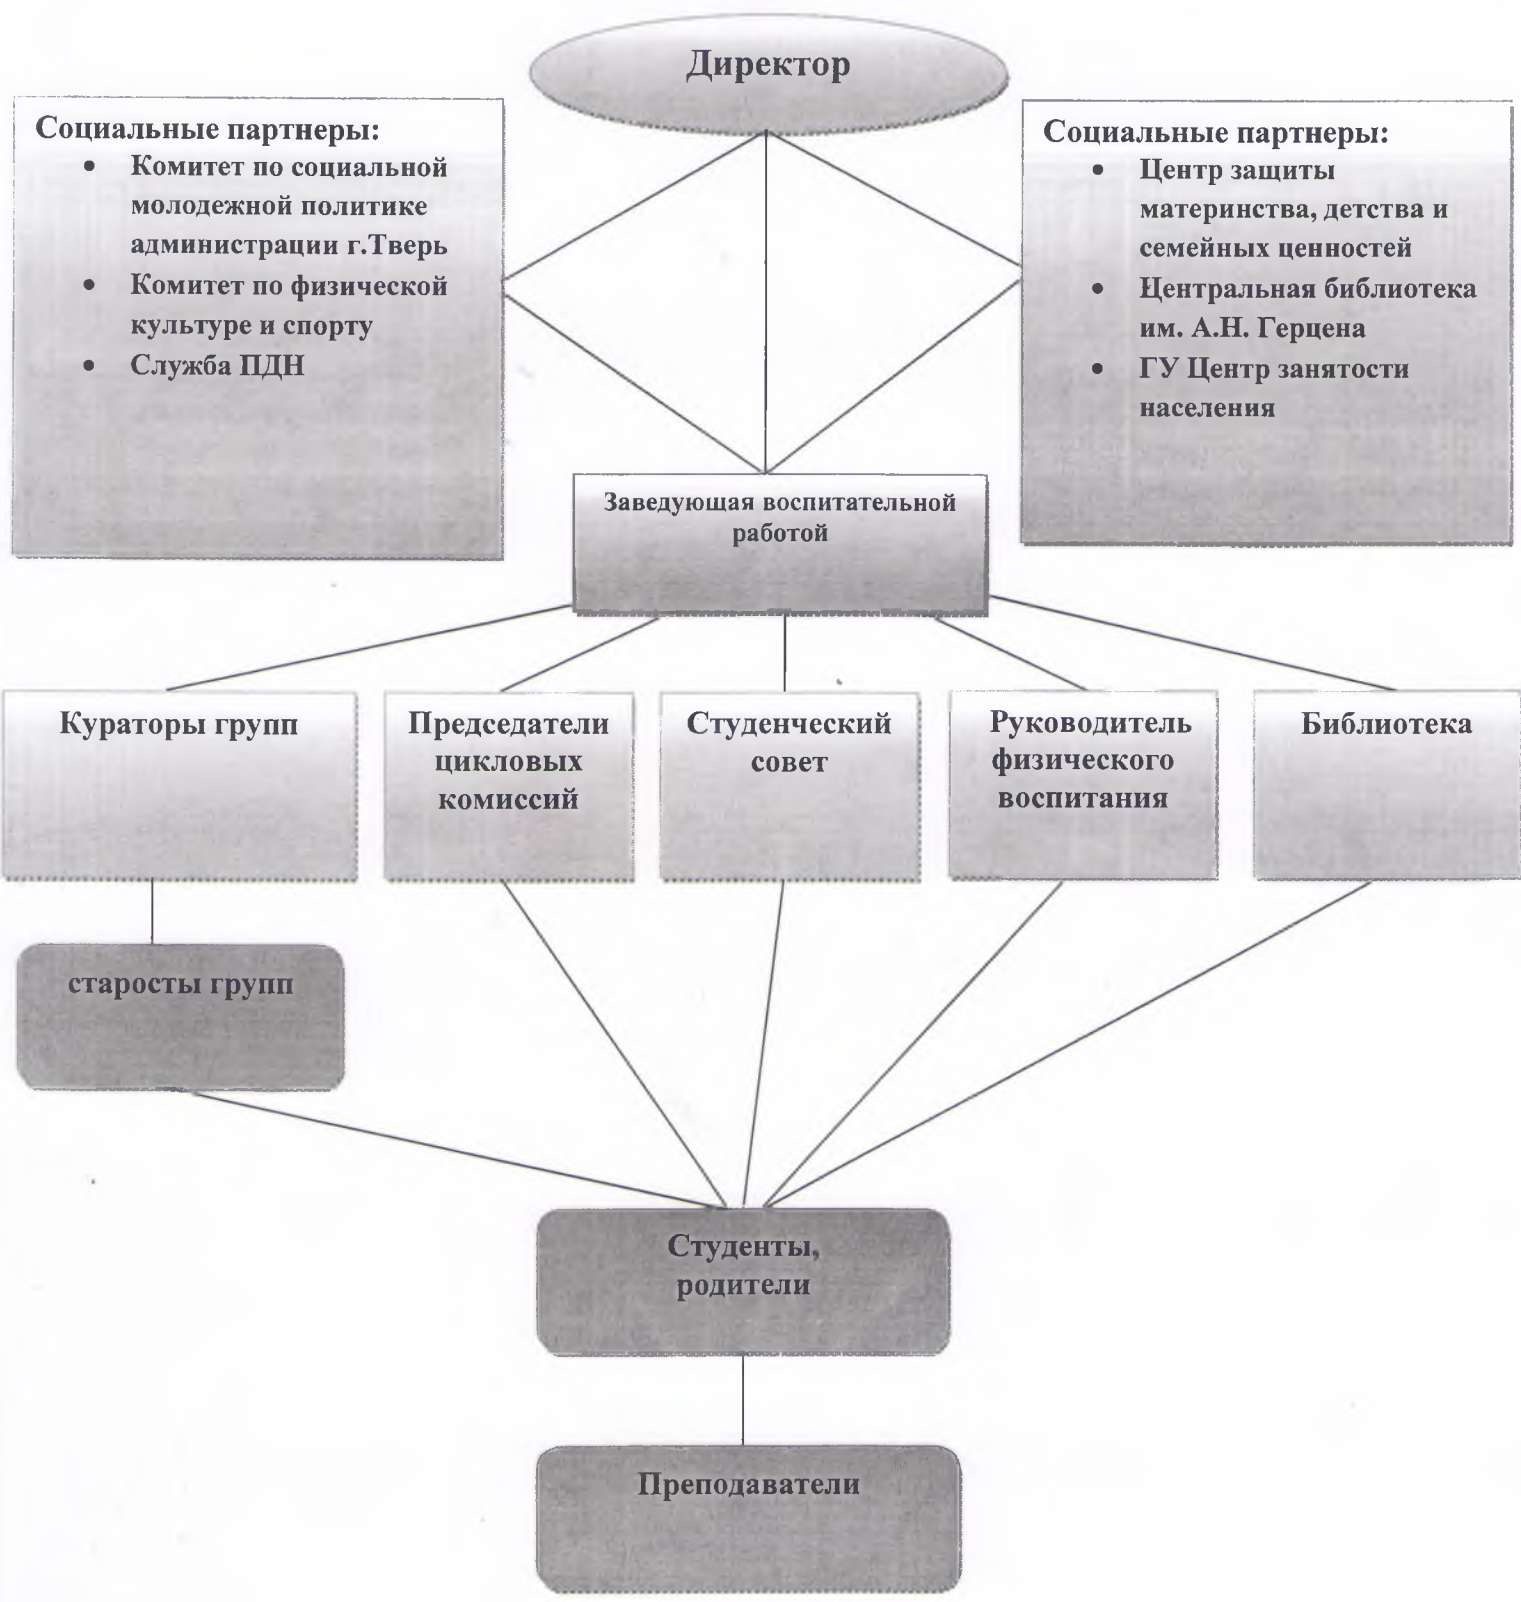 Директор
Социальные партнеры:
• Комитет по социальной
молодежной политике
администрации г.Тверь
• Комитет по физической
культуре и спорту
• Служба ПДН
Социальные партнеры:
• Центр защиты
материнства, детства и
семейных ценностей
• Центральная библиотека
им. А.Н. Герцена
• ГУ Центр занятости
населения
Заведующая воспитательной
работой
Кураторы групп
Председатели
цикловых
комиссий
Студенческий
совет
Руководитель
физического
воспитания
Библиотека
старосты групп
Студенты,
родители
Преподаватели